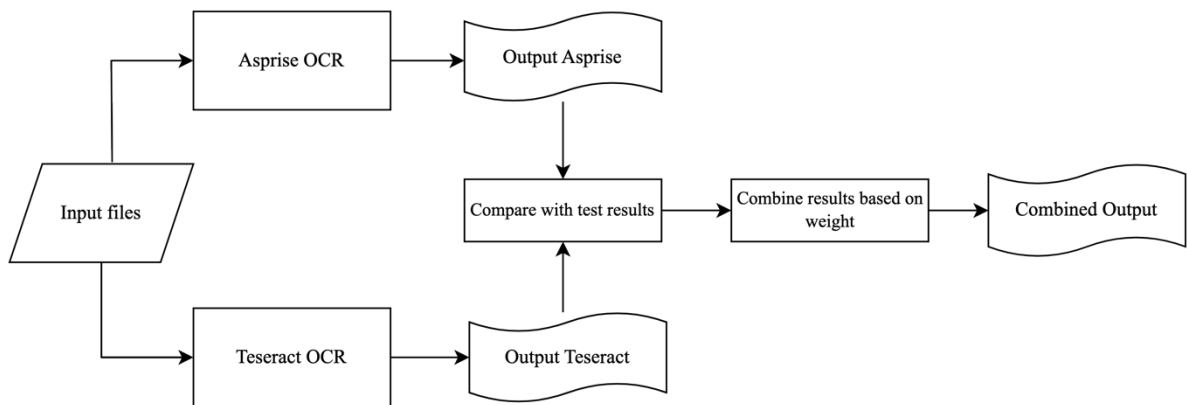 Asprise OCR
Output Asprise
Input files
Compare with test results
Combine results based on
weight
Combined Output
Teseract OCR
Output Teseract